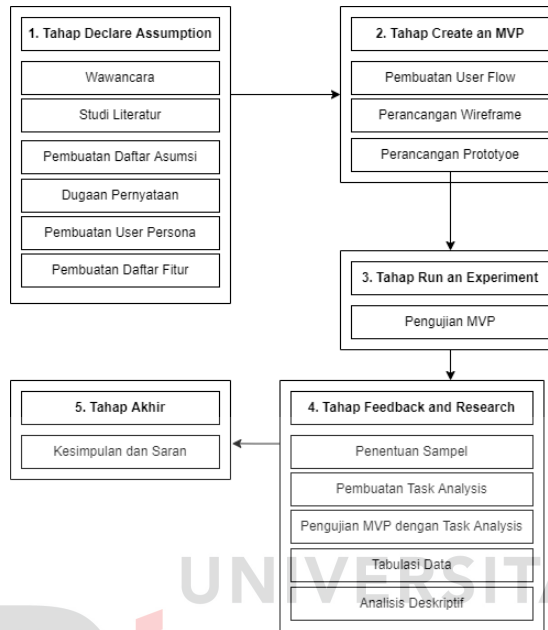 1. Tahap Declare Assumption
Wawancara
Studi Literatur
Pembuatan Daftar Asumsi
Dugaan Pernyataan
Pembuatan User Persona
Pembuatan Daftar Fitur
2. Tahap Create an MVP
Pembuatan User Flow
Perancangan Wireframe
Perancangan Prototyoe
3. Tahap Run an Experiment
Pengujian MVP
4. Tahap Feedback and Research
Penentuan Sampel
Pembuatan Task Analysis
Pengujian MVP dengan Task Analysis
Tabulasi Data
Analisis Deskriptif
5. Tahap Akhir
Kesimpulan dan Saran